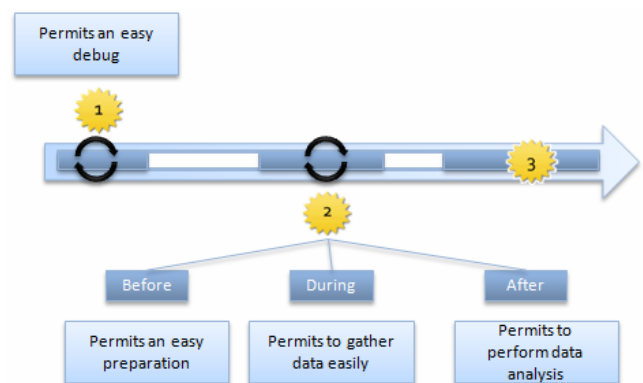 Permits an easy
debug
1
3
2
Before
During
After
Permits an easy
preparation
Permits to gather
data easily
Permits to
perform data
analysis